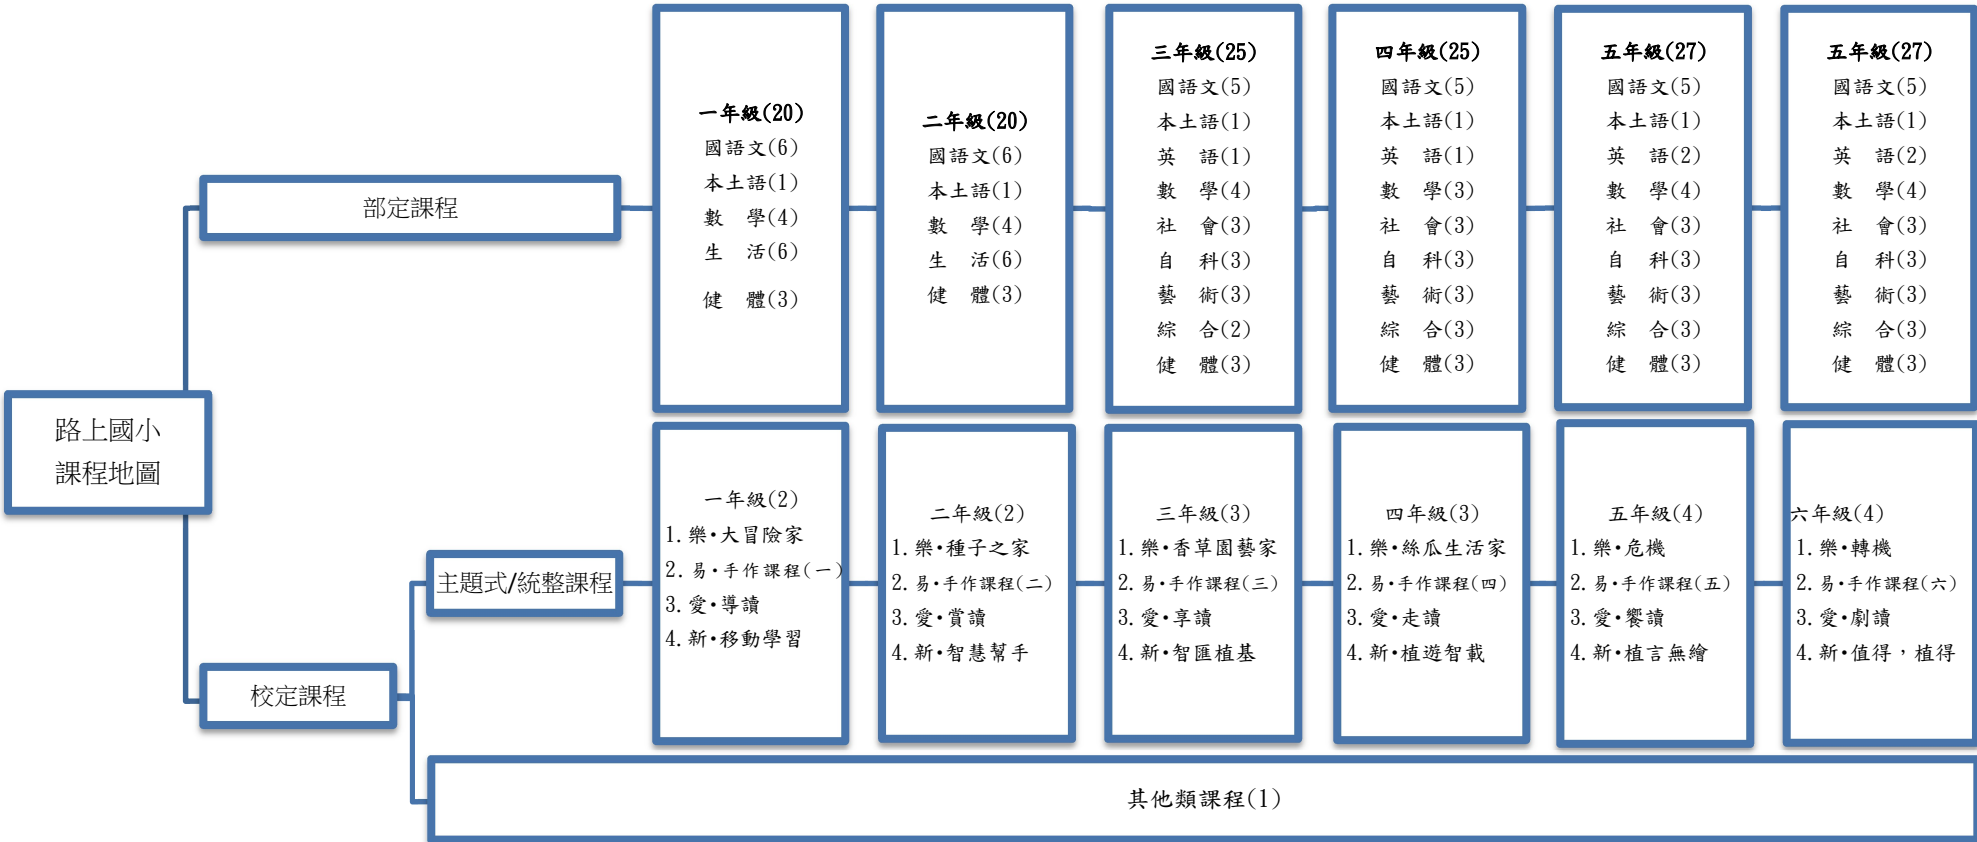 路上國小
課程地圖
部定課程
一年級(20)
國語文(6)
本土語(1)
數　學(4)
生　活(6)
健　體(3)
二年級(20)
國語文(6)
本土語(1)
數　學(4)
生　活(6)
健　體(3)
三年級(25)
國語文(5)
本土語(1)
英　語(1)
數　學(4)
社　會(3)
自　科(3)
藝　術(3)
綜　合(2)
健　體(3)
四年級(25)
國語文(5)
本土語(1)
英　語(1)
數　學(3)
社　會(3)
自　科(3)
藝　術(3)
綜　合(3)
健　體(3)
五年級(27)
國語文(5)
本土語(1)
英　語(2)
數　學(4)
社　會(3)
自　科(3)
藝　術(3)
綜　合(3)
健　體(3)
五年級(27)
國語文(5)
本土語(1)
英　語(2)
數　學(4)
社　會(3)
自　科(3)
藝　術(3)
綜　合(3)
健　體(3)
校定課程
主題式/統整課程
一年級(2)
1.樂•大冒險家
2.易•手作課程(一)
3.愛•導讀
4.新•移動學習
二年級(2)
1.樂•種子之家
2.易•手作課程(二)
3.愛•賞讀
4.新•智慧幫手
三年級(3)
1.樂•香草園藝家
2.易•手作課程(三)
3.愛•享讀
4.新•智匯植基
四年級(3)
1.樂•絲瓜生活家
2.易•手作課程(四)
3.愛•走讀
4.新•植遊智載
五年級(4)
1.樂•危機
2.易•手作課程(五)
3.愛•饗讀
4.新•植言無繪
六年級(4)
1.樂•轉機
2.易•手作課程(六)
3.愛•劇讀
4.新•值得，植得
其他類課程(1)